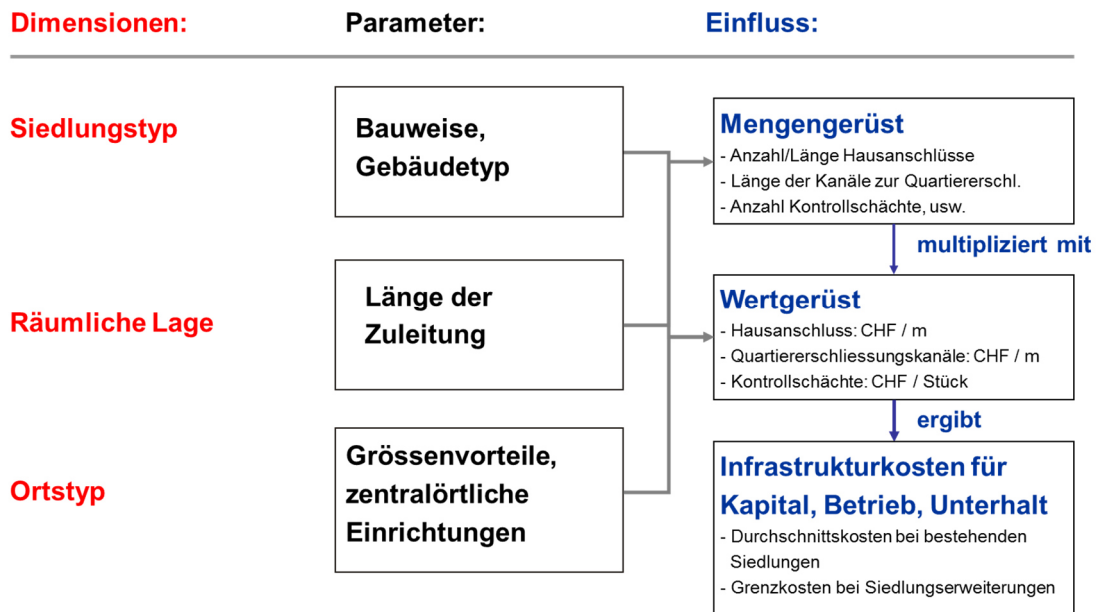 Dimensionen:
Parameter:
Einfluss:
Siedlungstyp
Bauweise,
Gebäudetyp
Mengengerüst
- Anzahl/Länge Hausanschlüsse
- Länge der Kanäle zur Quartiererschl.
- Anzahl Kontrollschächte, usw.
multipliziert mit
Räumliche Lage
Länge der
Zuleitung
Wertgerüst
- Hausanschluss: CHF / m
- Quartiererschliessungskanäle: CHF / m
- Kontrollschächte: CHF / Stück
ergibt
Ortstyp
Grössenvorteile,
zentralörtliche
Einrichtungen
Infrastrukturkosten für
Kapital, Betrieb, Unterhalt
- Durchschnittskosten bei bestehenden
Siedlungen
- Grenzkosten bei Siedlungserweiterungen